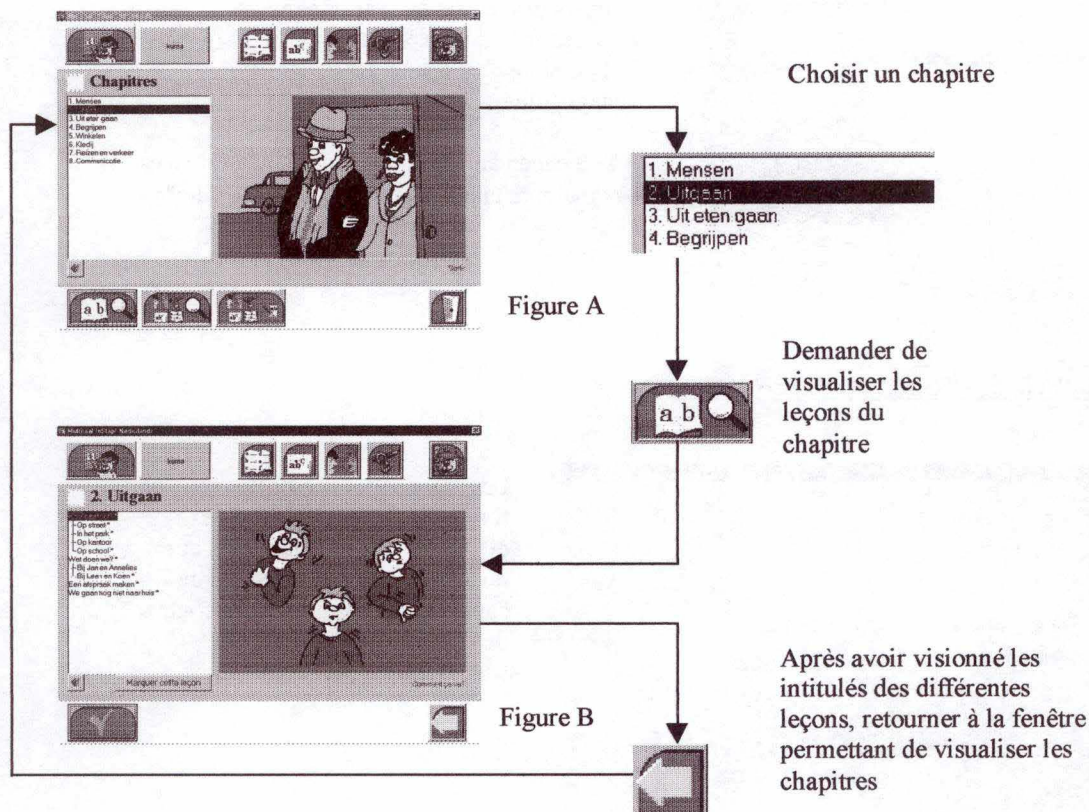 Chapitres
1. Mensen
3. Uit eten gaan
4. Begrijpen
5. Winkelen
6. Kledij
7. Reizen en verkeer
8. Communicatie
ab
a b
Figure A
Choisir un chapitre
1. Mensen
2. Uitgaan
3. Uit eten gaan
4. Begrijpen
a b
Demander de
visualiser les
leçons du
chapitre
2. Uitgaan
Op straat*
In het park*
Op kantoor
Op school*
Wat doen we?*
Bij Jan en Annelies
Bij Lees en Koen*
Een afspraak maken*
We gaan nog niet naar huis*
Marquer cette leçon
Figure B
Après avoir visionné les
intitulés des différentes
leçons, retourner à la fenêtre
permettant de visualiser les
chapitres